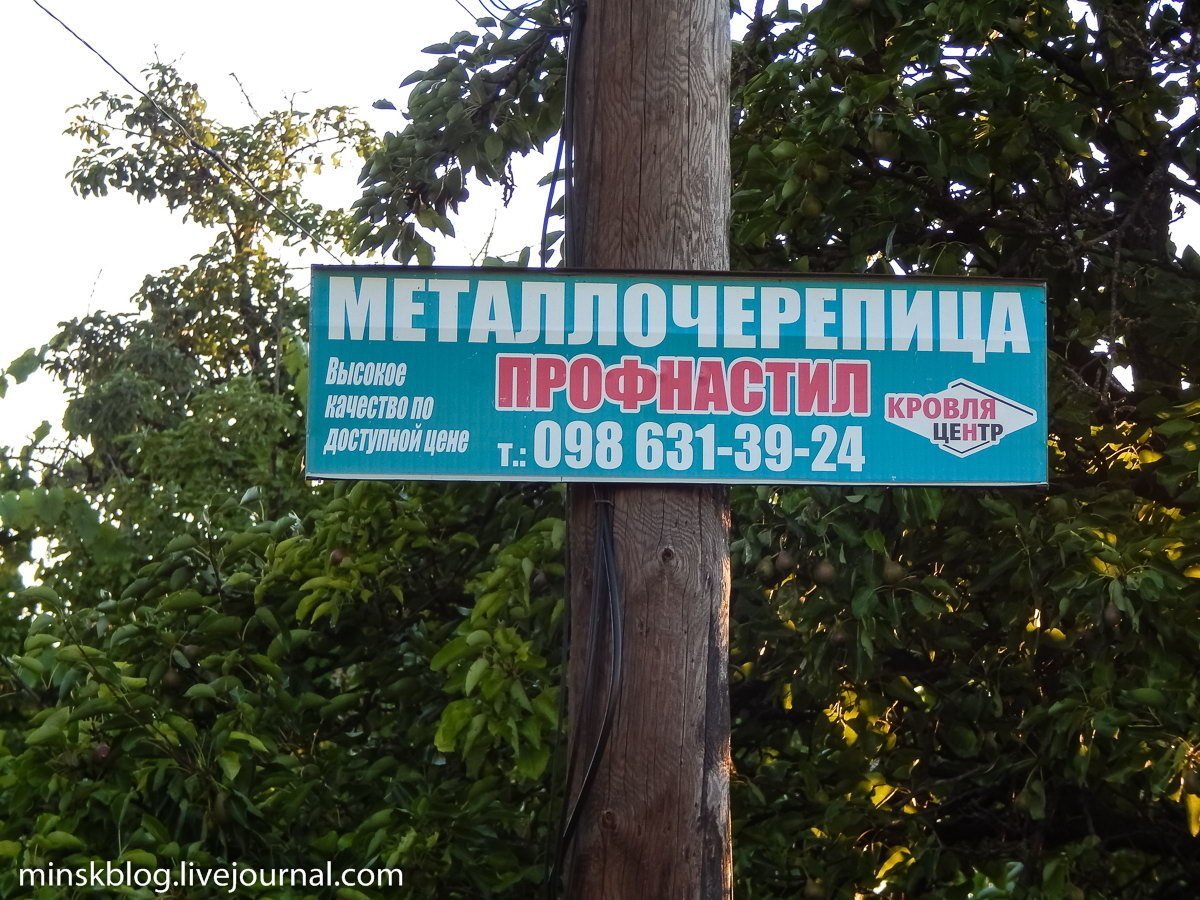 МЕТАЛЛОЧЕРЕПИЦА
Высокое
качество по
доступной цене
ПРОФНАСТИЛ
т.: 098 631-39-24
КРОВЛЯ
ЦЕНТР
minskblog.livejournal.com